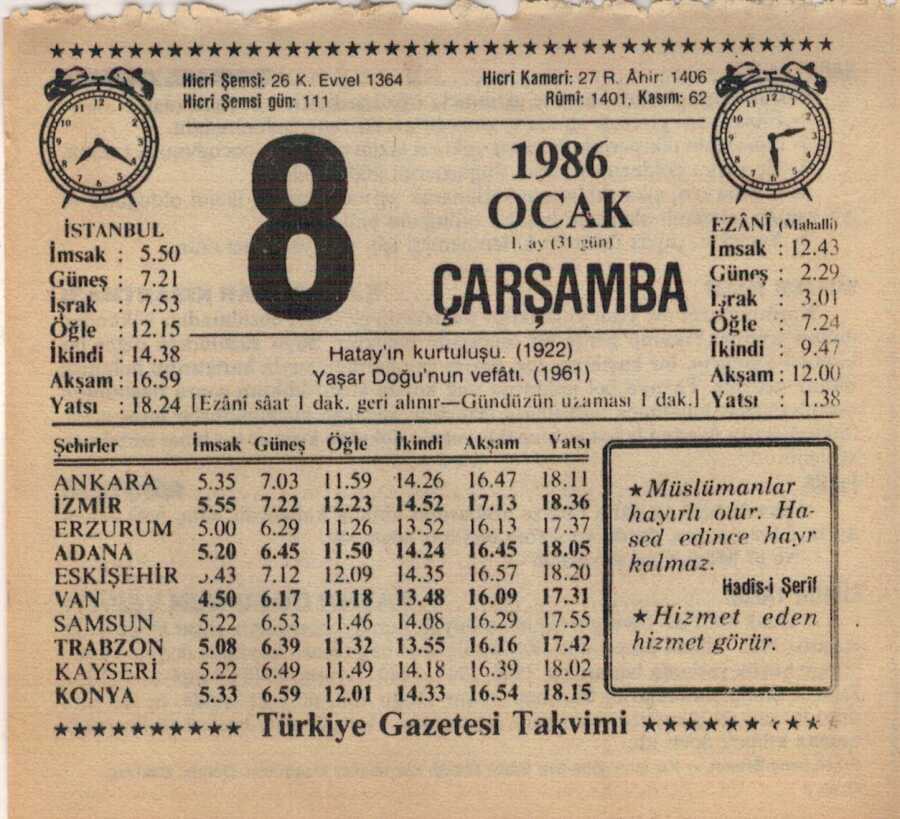 Hicrî Şemsî: 26 K. Evvel 1364
Hicrî Şemsî gün: 111
Hicrî Kamerî: 27 R. Âhir 1406
Rûmî: 1401, Kasım: 62
8
1986
OCAK
1. ay (31 gün)
ÇARŞAMBA
İSTANBUL
İmsak : 5.50
Güneş : 7.21
İşrak : 7.53
Öğle : 12.15
İkindi : 14.38
Akşam : 16.59
Yatsı : 18.24
EZÂNÎ (Mahallî)
İmsak : 12.43
Güneş : 2.29
İşrak : 3.01
Öğle : 7.24
İkindi : 9.47
Akşam : 12.00
Yatsı : 1.38
Hatay'ın kurtuluşu. (1922)
Yaşar Doğu'nun vefâtı. (1961)
[Ezânî sâat 1 dak. geri alınır—Gündüzün uzaması 1 dak.]
Şehirler İmsak Güneş Öğle İkindi Akşam Yatsı
ANKARA 5.35 7.03 11.59 14.26 16.47 18.11
İZMİR 5.55 7.22 12.23 14.52 17.13 18.36
ERZURUM 5.00 6.29 11.26 13.52 16.13 17.37
ADANA 5.20 6.45 11.50 14.24 16.45 18.05
ESKİŞEHİR 5.43 7.12 12.09 14.35 16.57 18.20
VAN 4.50 6.17 11.18 13.48 16.09 17.31
SAMSUN 5.22 6.53 11.46 14.08 16.29 17.55
TRABZON 5.08 6.39 11.32 13.55 16.16 17.42
KAYSERİ 5.22 6.49 11.49 14.18 16.39 18.02
KONYA 5.33 6.59 12.01 14.33 16.54 18.15
★Müslümanlar
hayırlı olur. Ha-
sed edince hayr
kalmaz.
Hadîs-i Şerîf
★Hizmet eden
hizmet görür.
Türkiye Gazetesi Takvimi